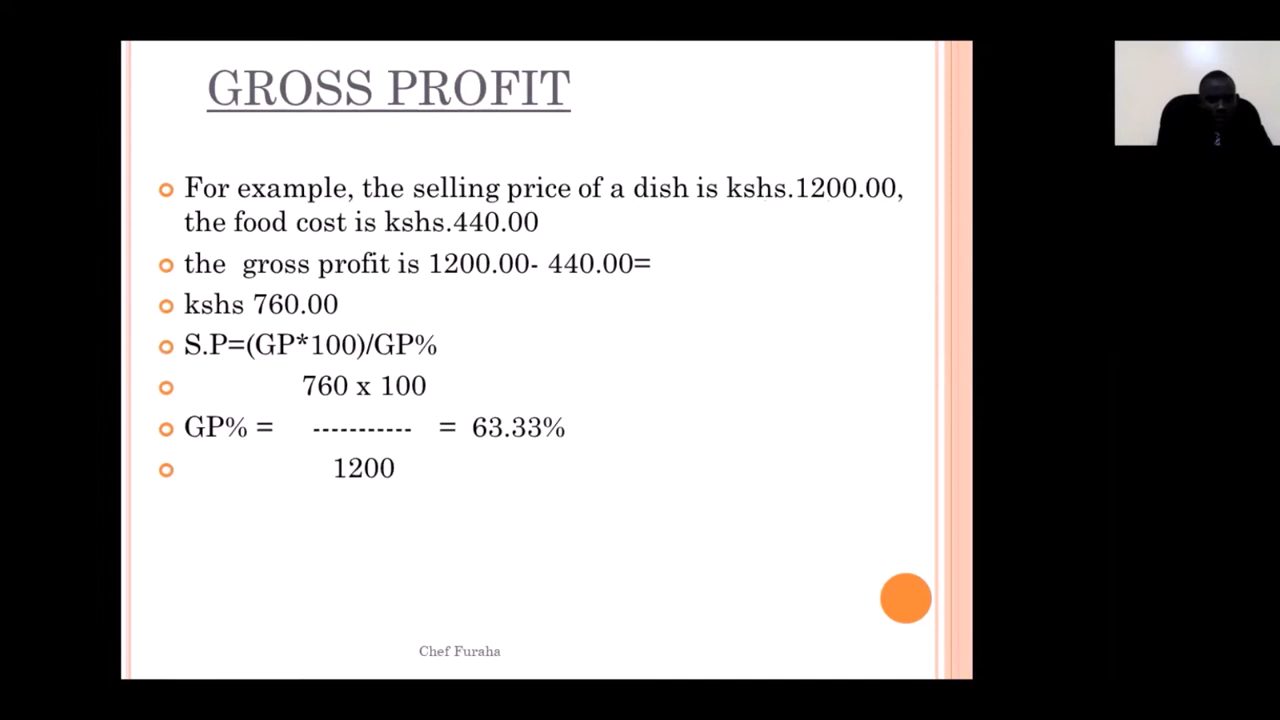 GROSS PROFIT
For example, the selling price of a dish is kshs.1200.00,
the food cost is kshs.440.00
the gross profit is 1200.00- 440.00=
kshs 760.00
S.P=(GP*100)/GP%
760 x 100
GP% = ----------- = 63.33%
1200
Chef Furaha